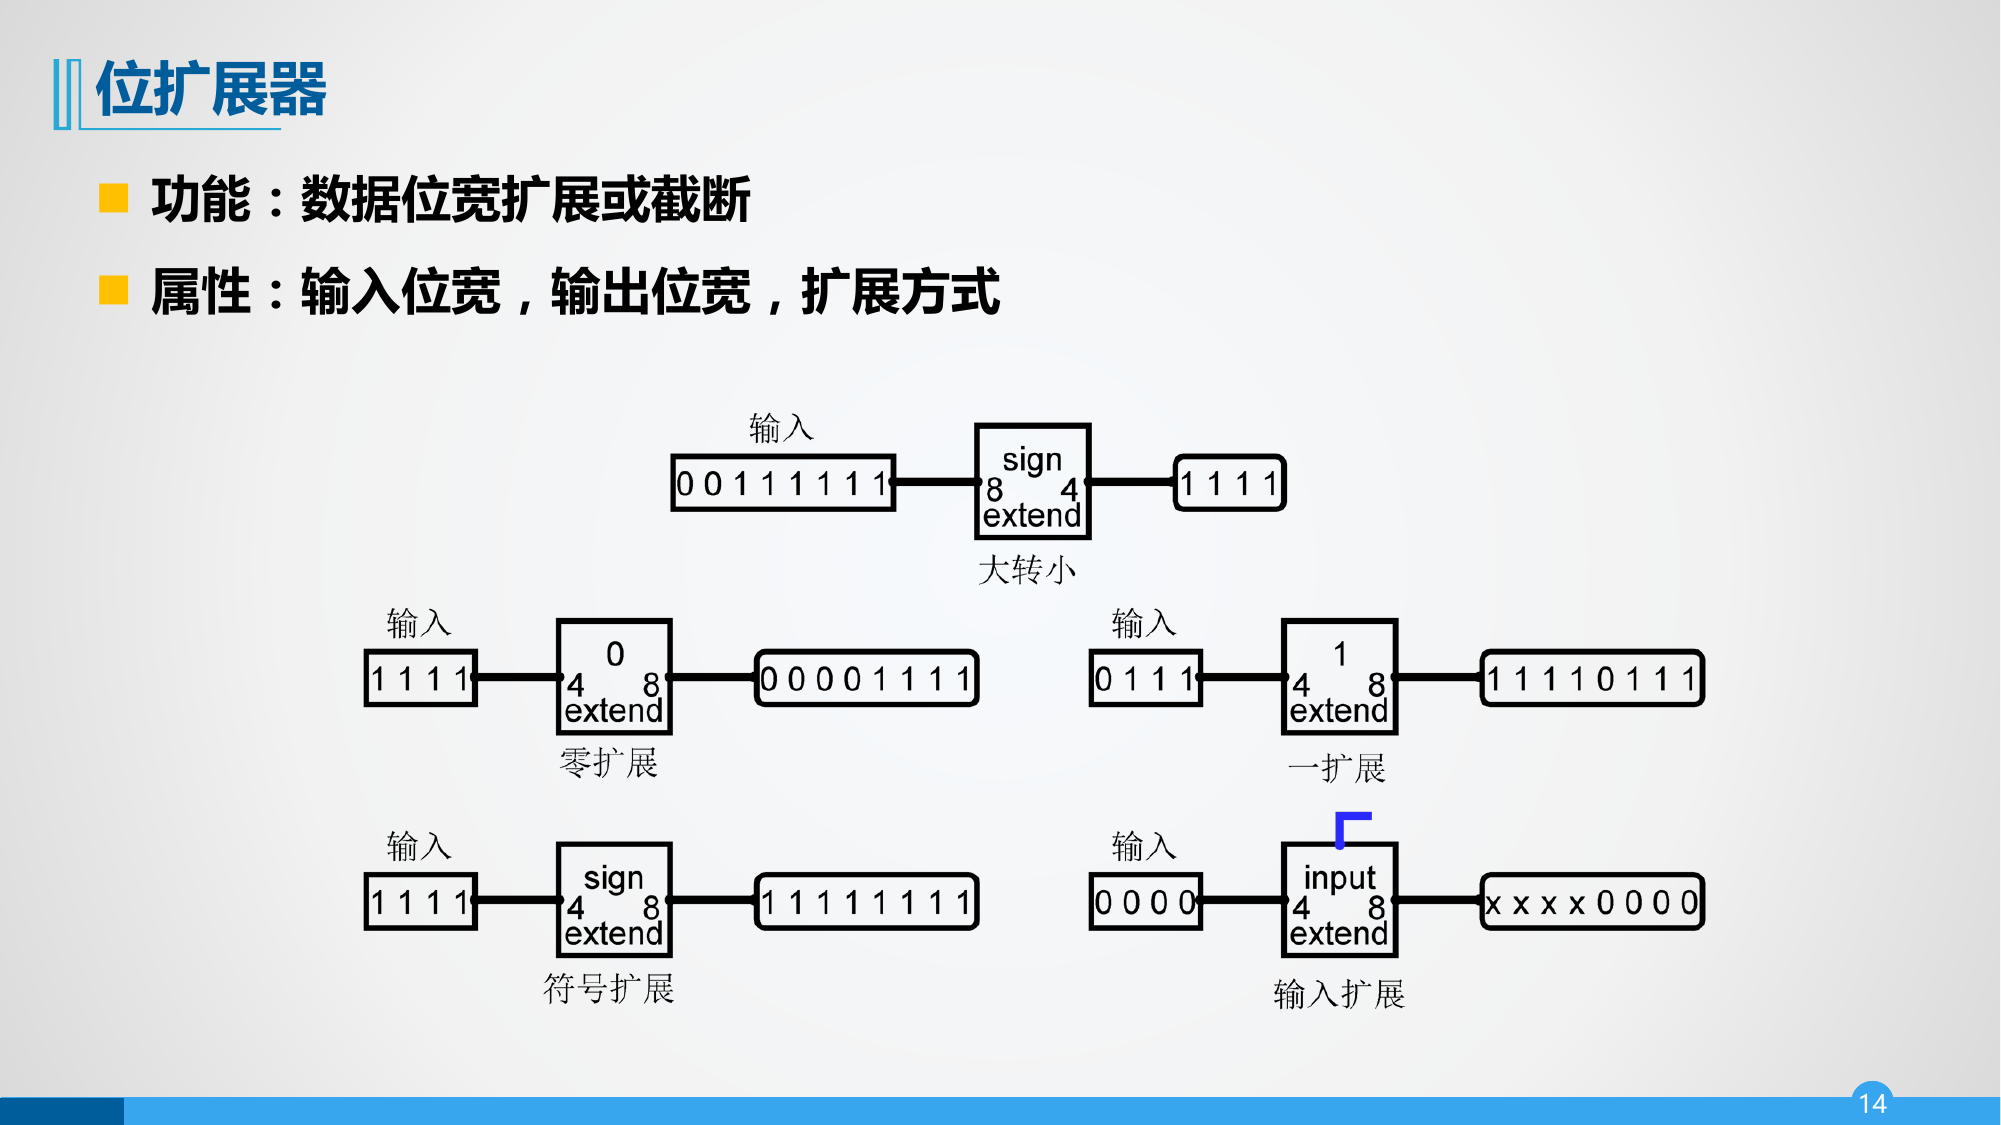 位扩展器
功能：数据位宽扩展或截断
属性：输入位宽，输出位宽，扩展方式
输入
0 0 1 1 1 1 1 1
sign
8 4
extend
1 1 1 1
大转小
输入
1 1 1 1
0
4 8
extend
0 0 0 0 1 1 1 1
零扩展
输入
0 1 1 1
1
4 8
extend
1 1 1 1 0 1 1 1
一扩展
输入
1 1 1 1
sign
4 8
extend
1 1 1 1 1 1 1 1
符号扩展
输入
0 0 0 0
input
4 8
extend
x x x x 0 0 0 0
输入扩展
14